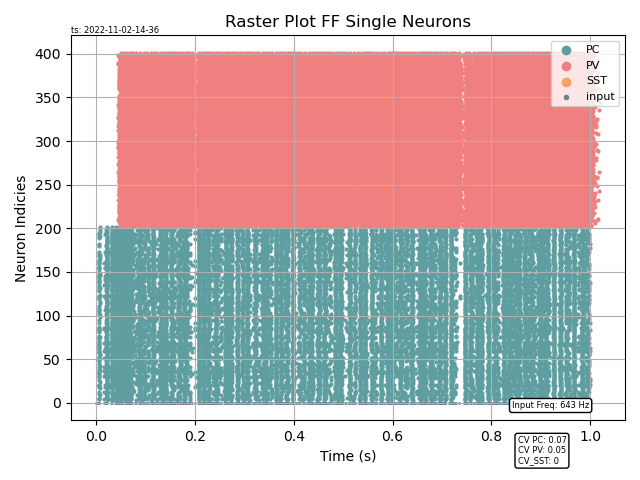 Raster Plot FF Single Neurons
ts: 2022-11-02-14-36
PC
PV
SST
input
400
350
300
250
200
150
100
50
0
Neuron Indicies
Input Freq: 643 Hz
0.0 0.2 0.4 0.6 0.8 1.0
Time (s)
CV PC: 0.07
CV PV: 0.05
CV_SST: 0